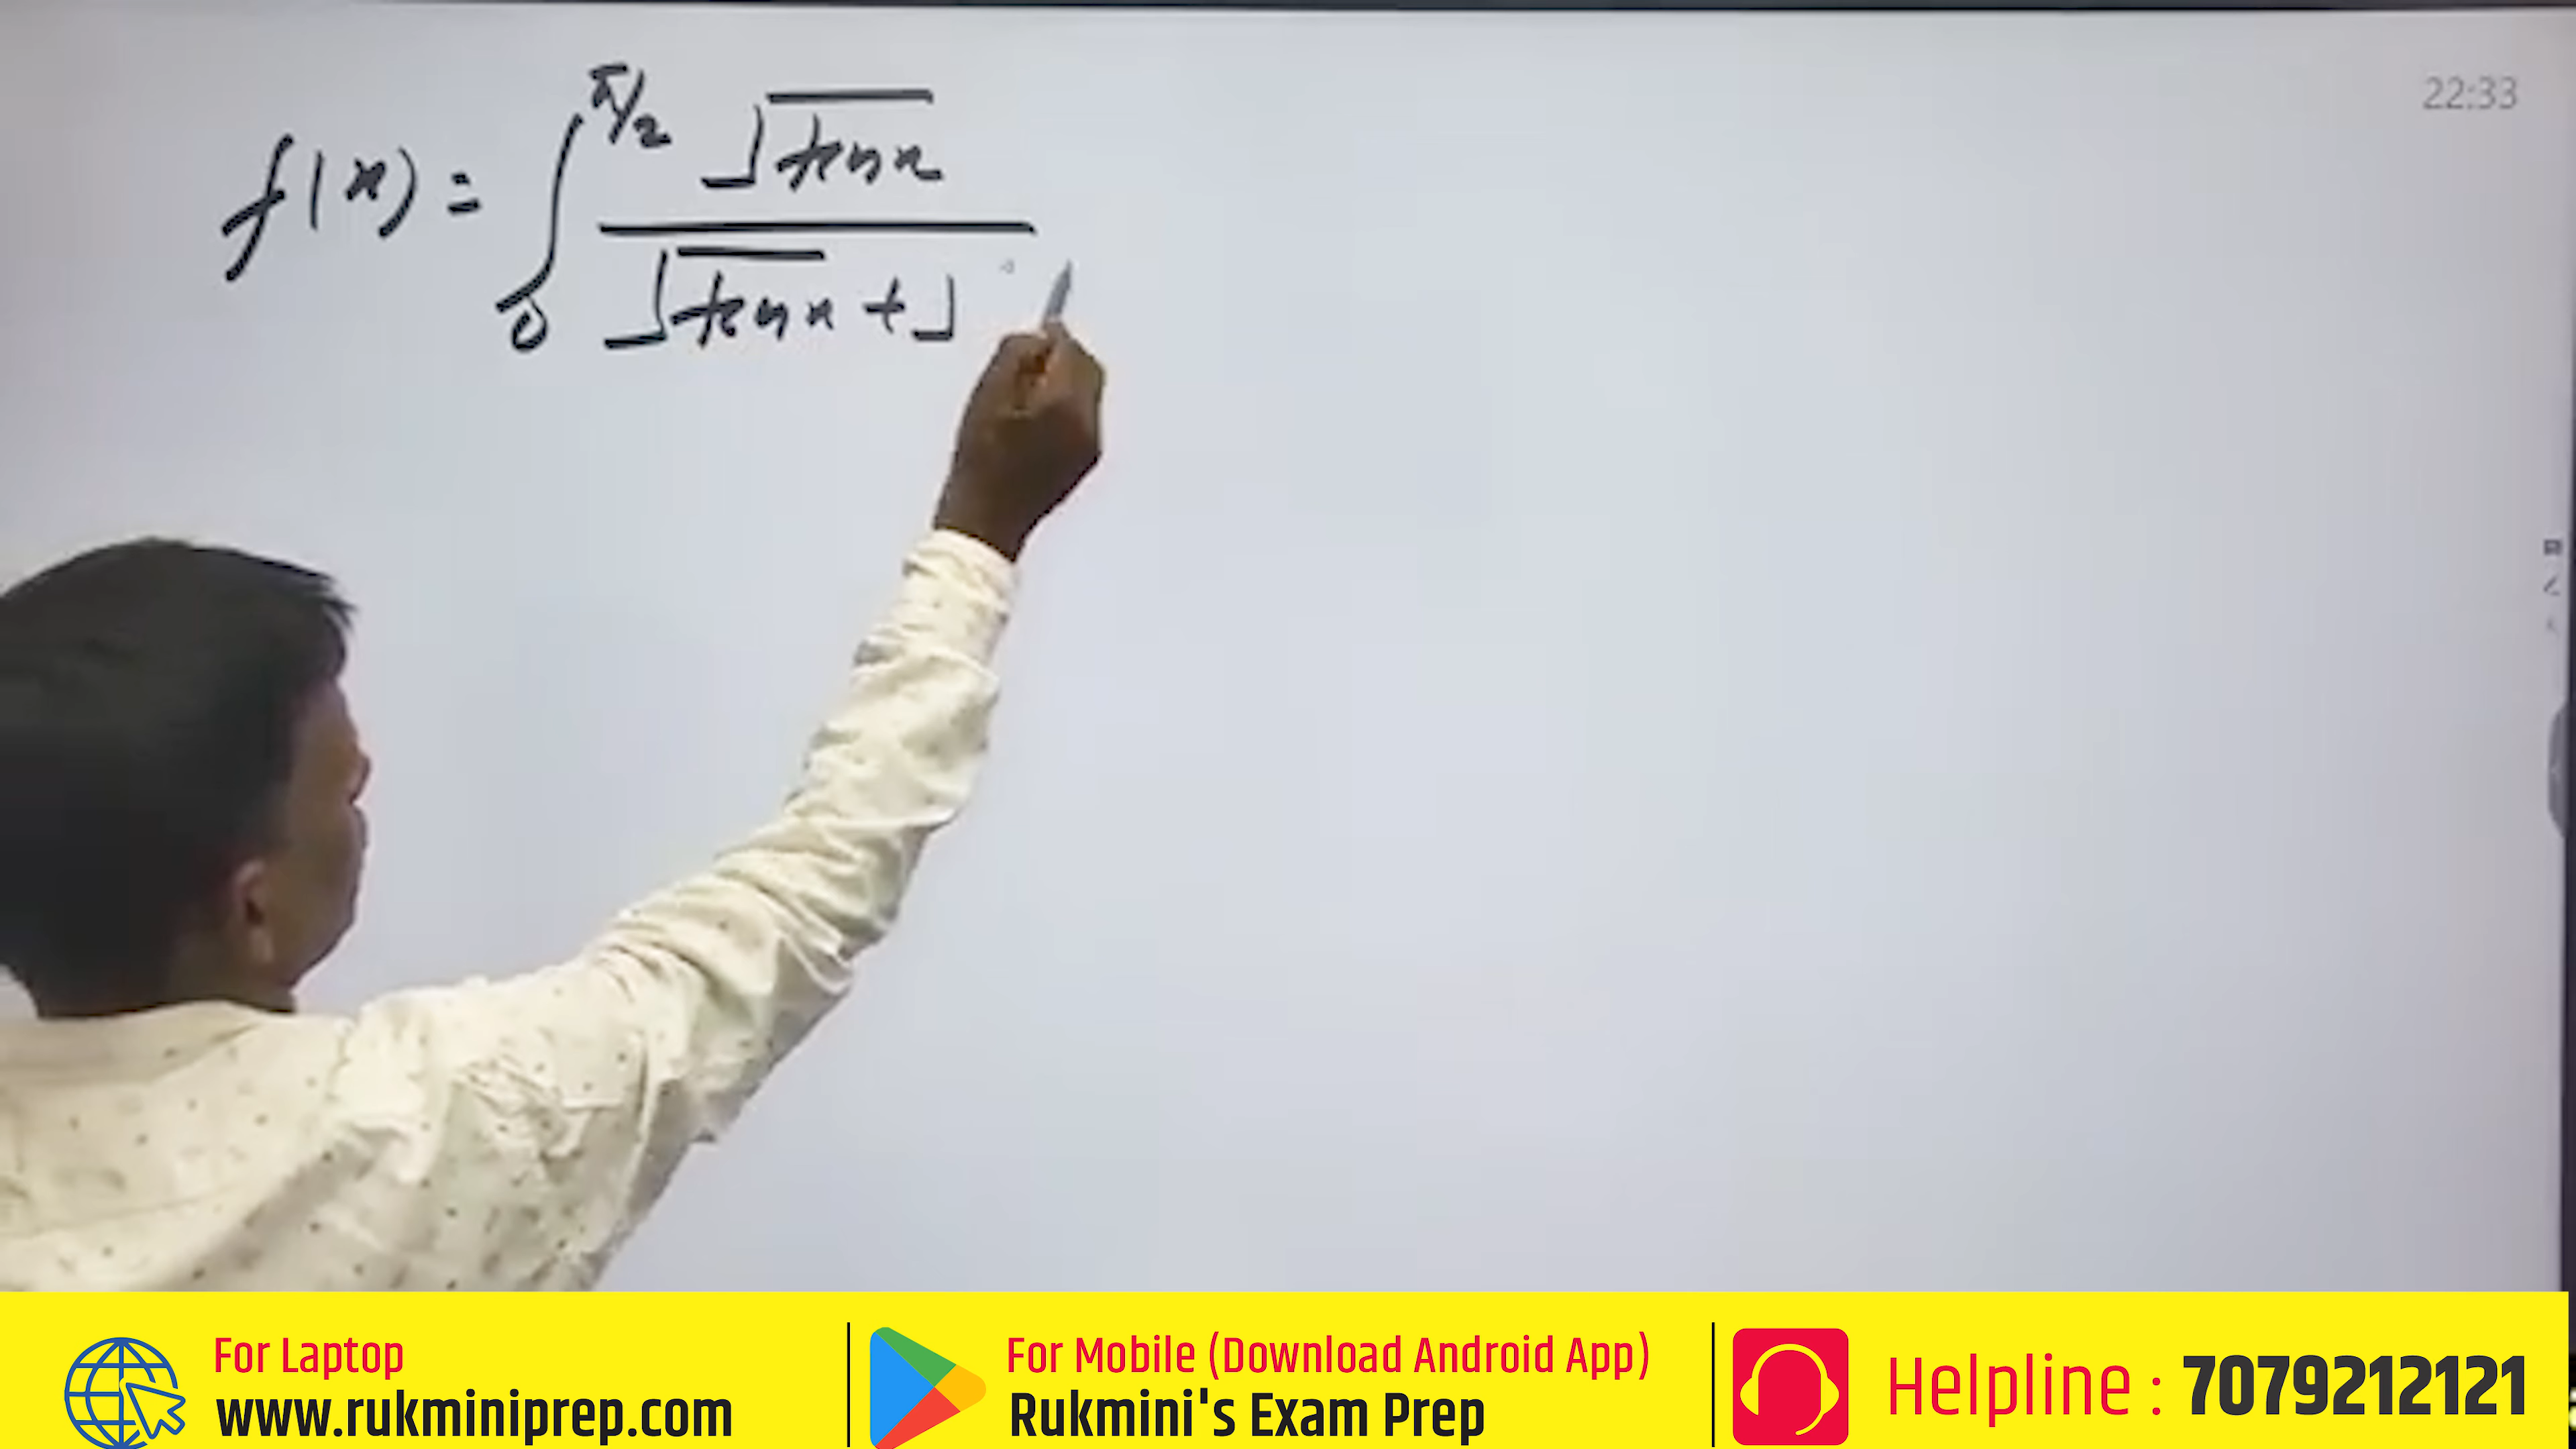 22:33
f(x) = ∫₀^{π/2} √tan x / √tan x + √
For Laptop
www.rukminiprep.com
For Mobile (Download Android App)
Rukmini's Exam Prep
Helpline : 7079212121